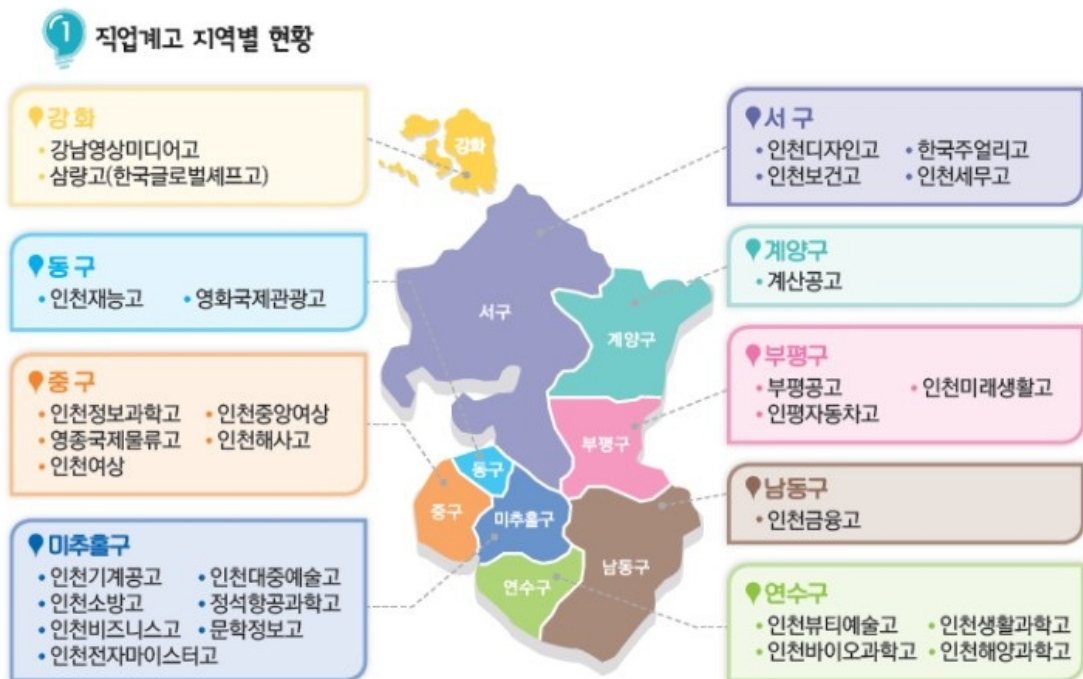 1 직업계고 지역별 현황
강화
• 강남영상미디어고
• 삼량고(한국글로벌셰프고)
동구
• 인천재능고 • 영화국제관광고
중구
• 인천정보과학고 • 인천중앙여상
• 영종국제물류고 • 인천해사고
• 인천여상
미추홀구
• 인천기계공고 • 인천대중예술고
• 인천소방고 • 정석항공과학고
• 인천비즈니스고 • 문학정보고
• 인천전자마이스터고
강화
서구
계양구
부평구
동구
중구
미추홀구
남동구
연수구
서구
• 인천디자인고 • 한국주얼리고
• 인천보건고 • 인천세무고
계양구
• 계산공고
부평구
• 부평공고 • 인천미래생활고
• 인평자동차고
남동구
• 인천금융고
연수구
• 인천뷰티예술고 • 인천생활과학고
• 인천바이오과학고 • 인천해양과학고